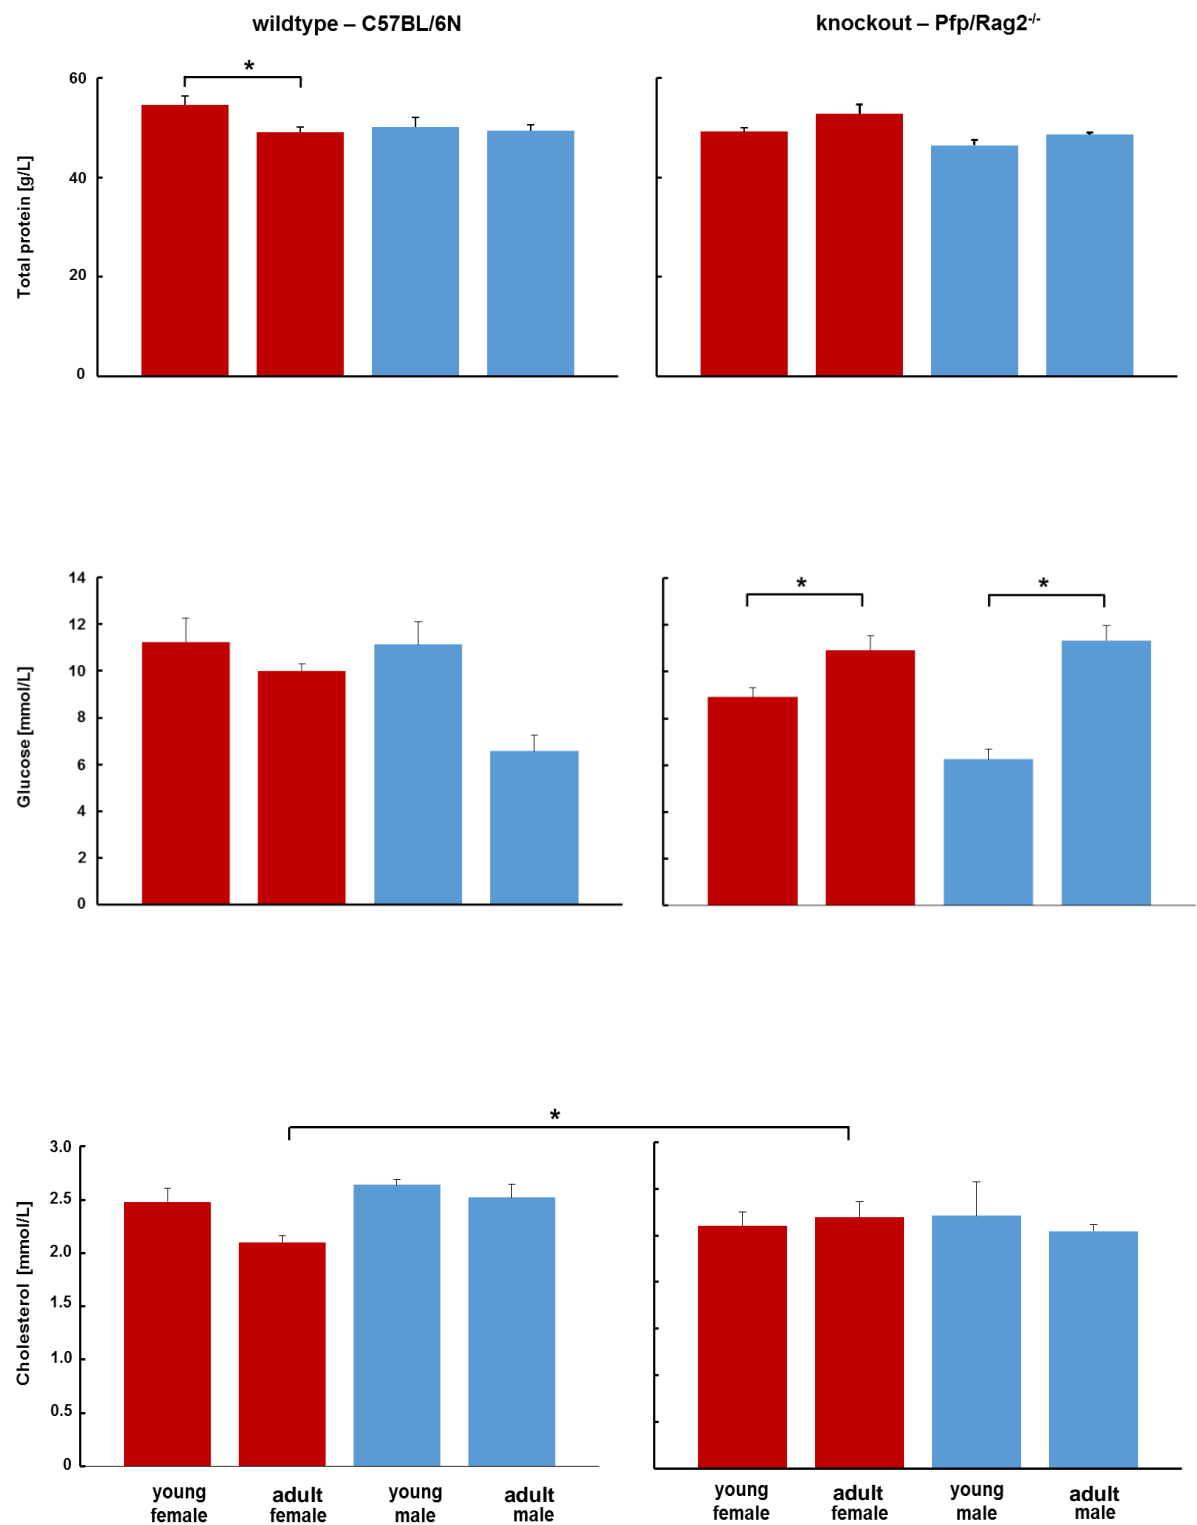 wildtype – C57BL/6N
knockout – Pfp/Rag2-/-
*
60
40
20
0
Total protein [g/L]
*
*
14
12
10
8
6
4
2
0
Glucose [mmol/L]
*
3.0
2.5
2.0
1.5
1.0
0.5
0
Cholesterol [mmol/L]
young
female
adult
female
young
male
adult
male
young
female
adult
female
young
male
adult
male